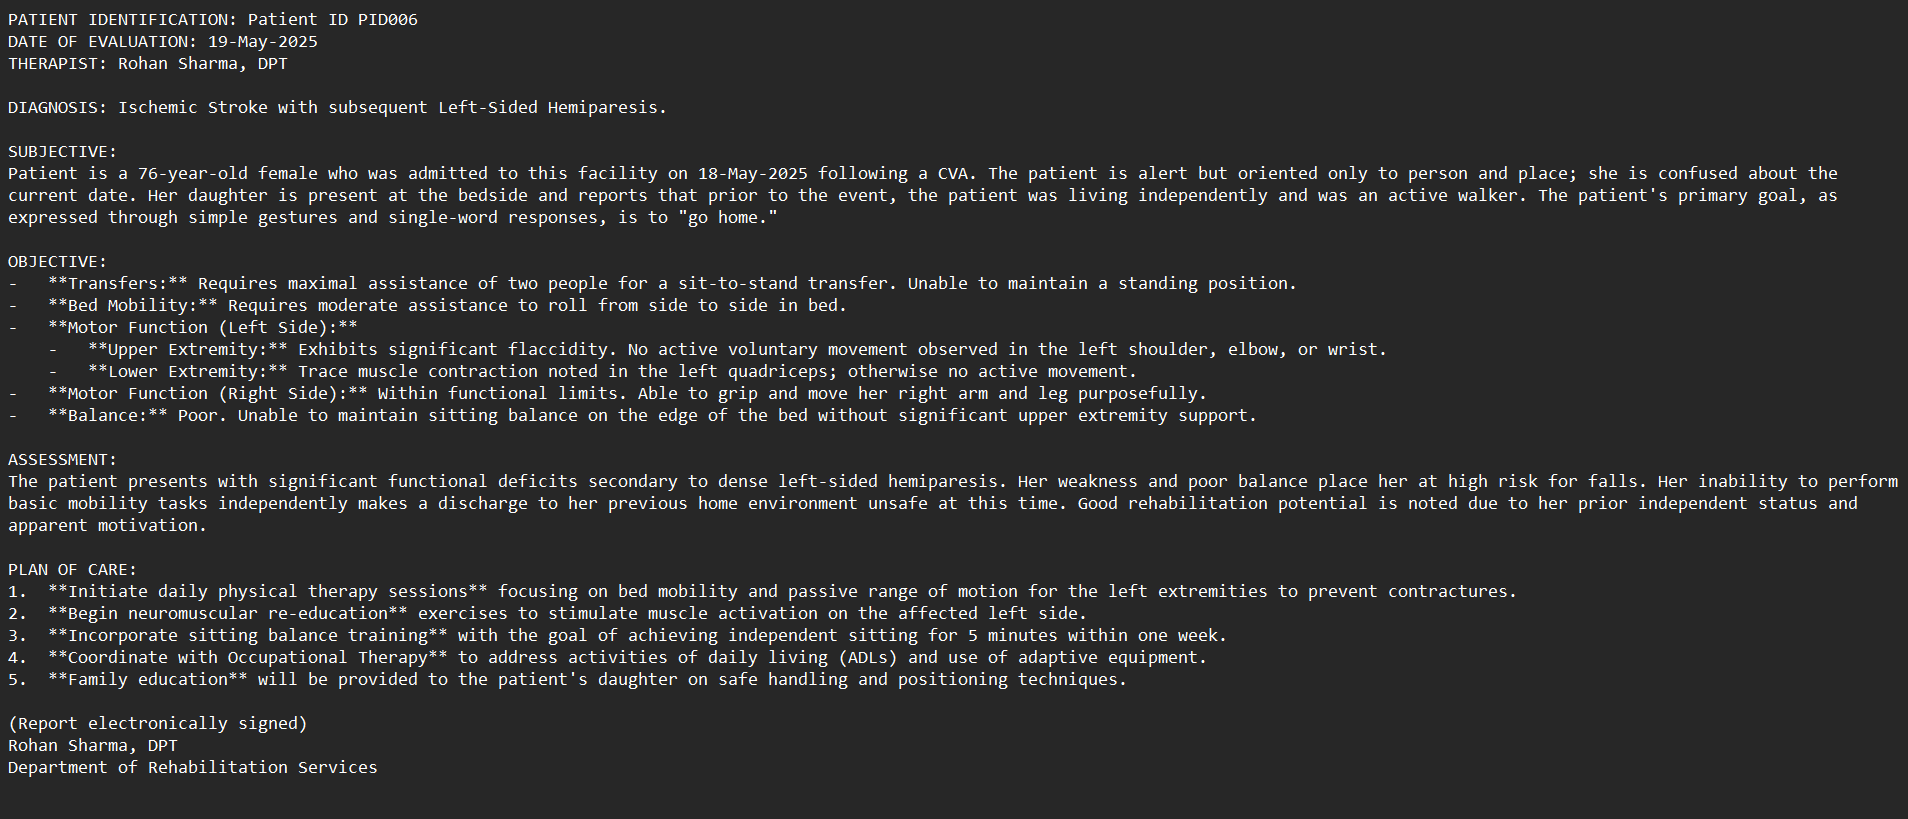 PATIENT IDENTIFICATION: Patient ID PID006
DATE OF EVALUATION: 19-May-2025
THERAPIST: Rohan Sharma, DPT

DIAGNOSIS: Ischemic Stroke with subsequent Left-Sided Hemiparesis.

SUBJECTIVE:
Patient is a 76-year-old female who was admitted to this facility on 18-May-2025 following a CVA. The patient is alert but oriented only to person and place; she is confused about the
current date. Her daughter is present at the bedside and reports that prior to the event, the patient was living independently and was an active walker. The patient's primary goal, as
expressed through simple gestures and single-word responses, is to "go home."

OBJECTIVE:
-   **Transfers:** Requires maximal assistance of two people for a sit-to-stand transfer. Unable to maintain a standing position.
-   **Bed Mobility:** Requires moderate assistance to roll from side to side in bed.
-   **Motor Function (Left Side):**
    -   **Upper Extremity:** Exhibits significant flaccidity. No active voluntary movement observed in the left shoulder, elbow, or wrist.
    -   **Lower Extremity:** Trace muscle contraction noted in the left quadriceps; otherwise no active movement.
-   **Motor Function (Right Side):** Within functional limits. Able to grip and move her right arm and leg purposefully.
-   **Balance:** Poor. Unable to maintain sitting balance on the edge of the bed without significant upper extremity support.

ASSESSMENT:
The patient presents with significant functional deficits secondary to dense left-sided hemiparesis. Her weakness and poor balance place her at high risk for falls. Her inability to perform
basic mobility tasks independently makes a discharge to her previous home environment unsafe at this time. Good rehabilitation potential is noted due to her prior independent status and
apparent motivation.

PLAN OF CARE:
1.  **Initiate daily physical therapy sessions** focusing on bed mobility and passive range of motion for the left extremities to prevent contractures.
2.  **Begin neuromuscular re-education** exercises to stimulate muscle activation on the affected left side.
3.  **Incorporate sitting balance training** with the goal of achieving independent sitting for 5 minutes within one week.
4.  **Coordinate with Occupational Therapy** to address activities of daily living (ADLs) and use of adaptive equipment.
5.  **Family education** will be provided to the patient's daughter on safe handling and positioning techniques.

(Report electronically signed)
Rohan Sharma, DPT
Department of Rehabilitation Services